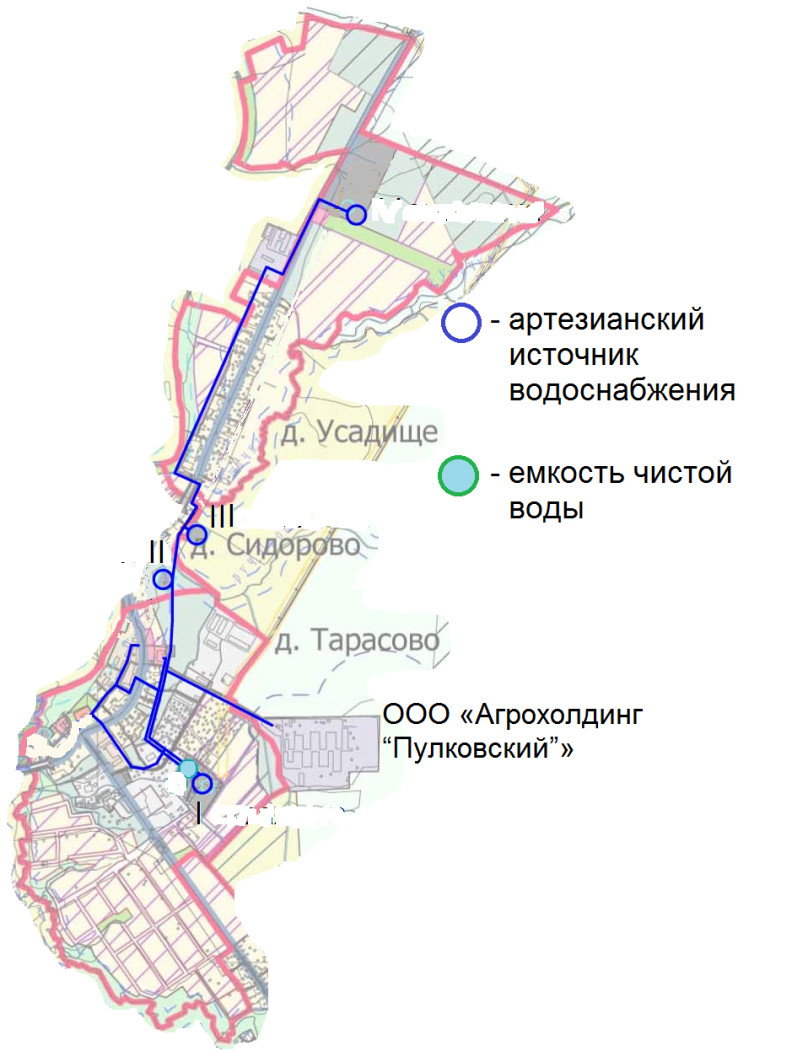 - артезианский
источник
водоснабжения
д. Усадище
- емкость чистой
воды
III
д. Сидорово
II
д. Тарасово
ООО «Агрохолдинг
“Пулковский”»
I